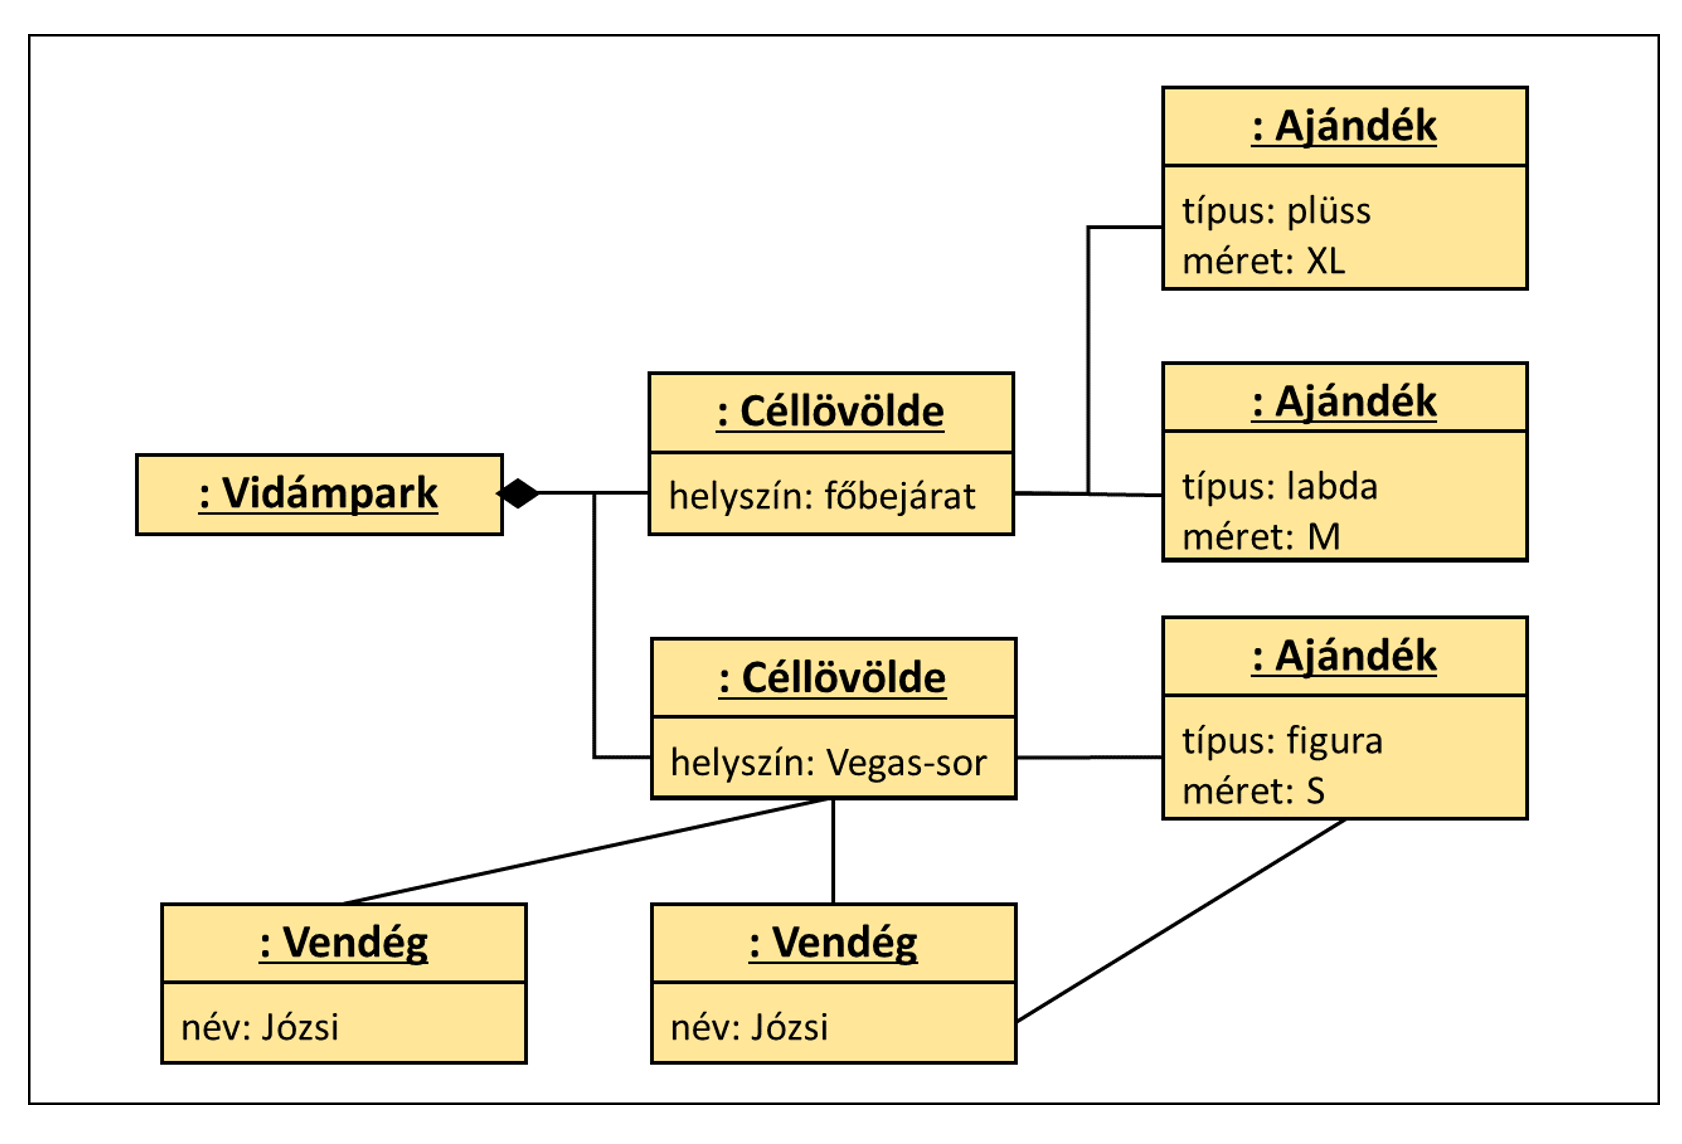 : Ajándék
típus: plüss
méret: XL
: Céllövölde
helyszín: főbejárat
: Ajándék
típus: labda
méret: M
: Vidámpark
: Céllövölde
helyszín: Vegas-sor
: Ajándék
típus: figura
méret: S
: Vendég
név: Józsi
: Vendég
név: Józsi